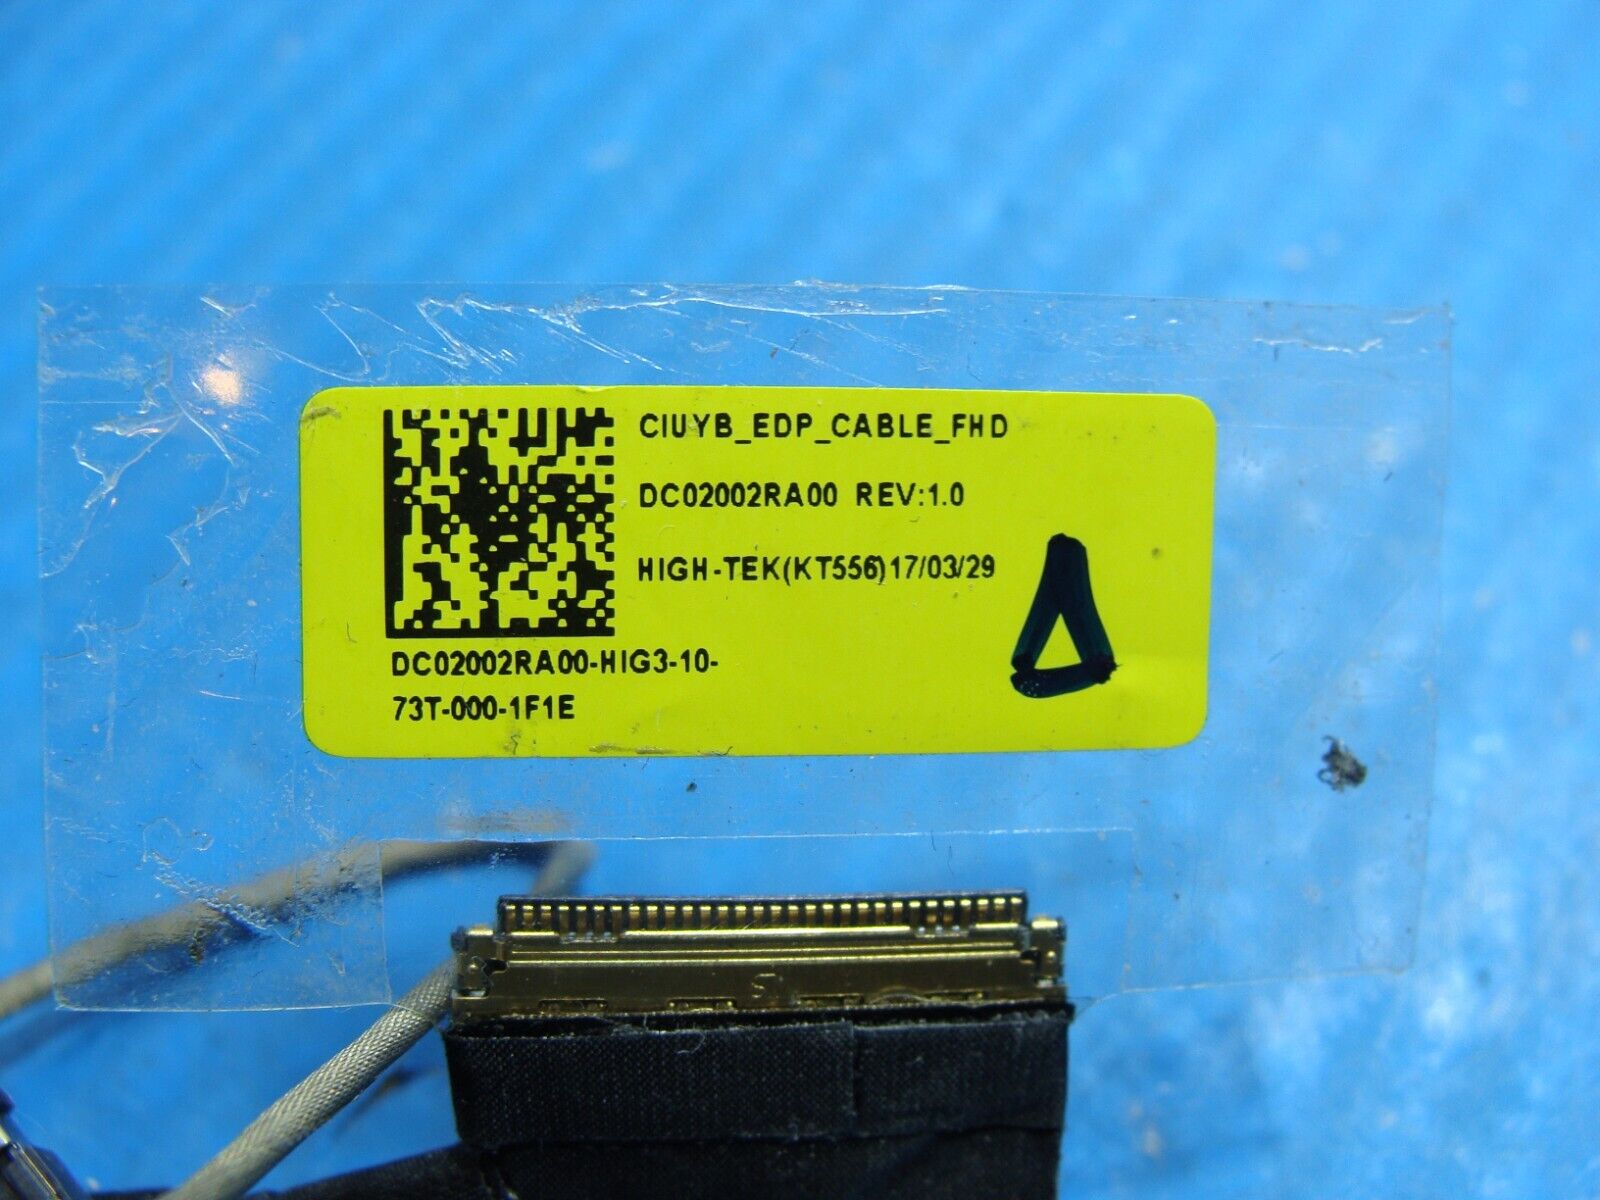 CIUYB_EDP_CABLE_FHD
DC02002RA00 REV:1.0
HIGH-TEK(KT556)17/03/29
DC02002RA00-HIG3-10-
73T-000-1F1E